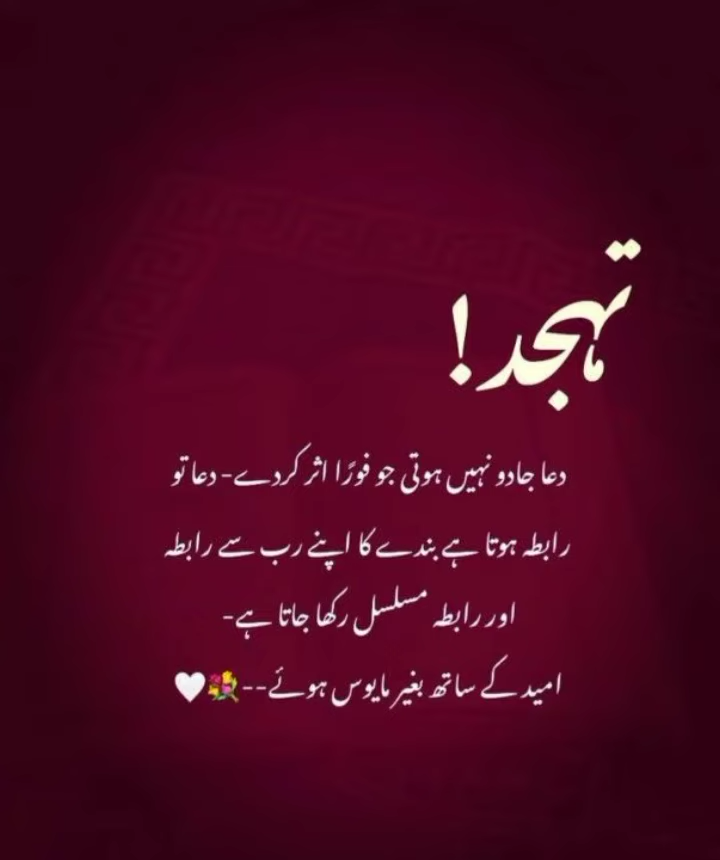 تہجد!
دعا جادو نہیں ہوتی جو فورًا اثر کردے- دعا تو
رابطہ ہوتا ہے بندے کا اپنے رب سے رابطہ
اور رابطہ مسلسل رکھا جاتا ہے-
امید کے ساتھ بغیر مایوس ہوئے--💐🤍